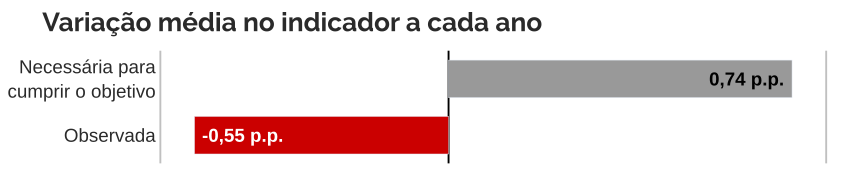 Variação média no indicador a cada ano
Necessária para
cumprir o objetivo
0,74 p.p.
Observada
-0,55 p.p.